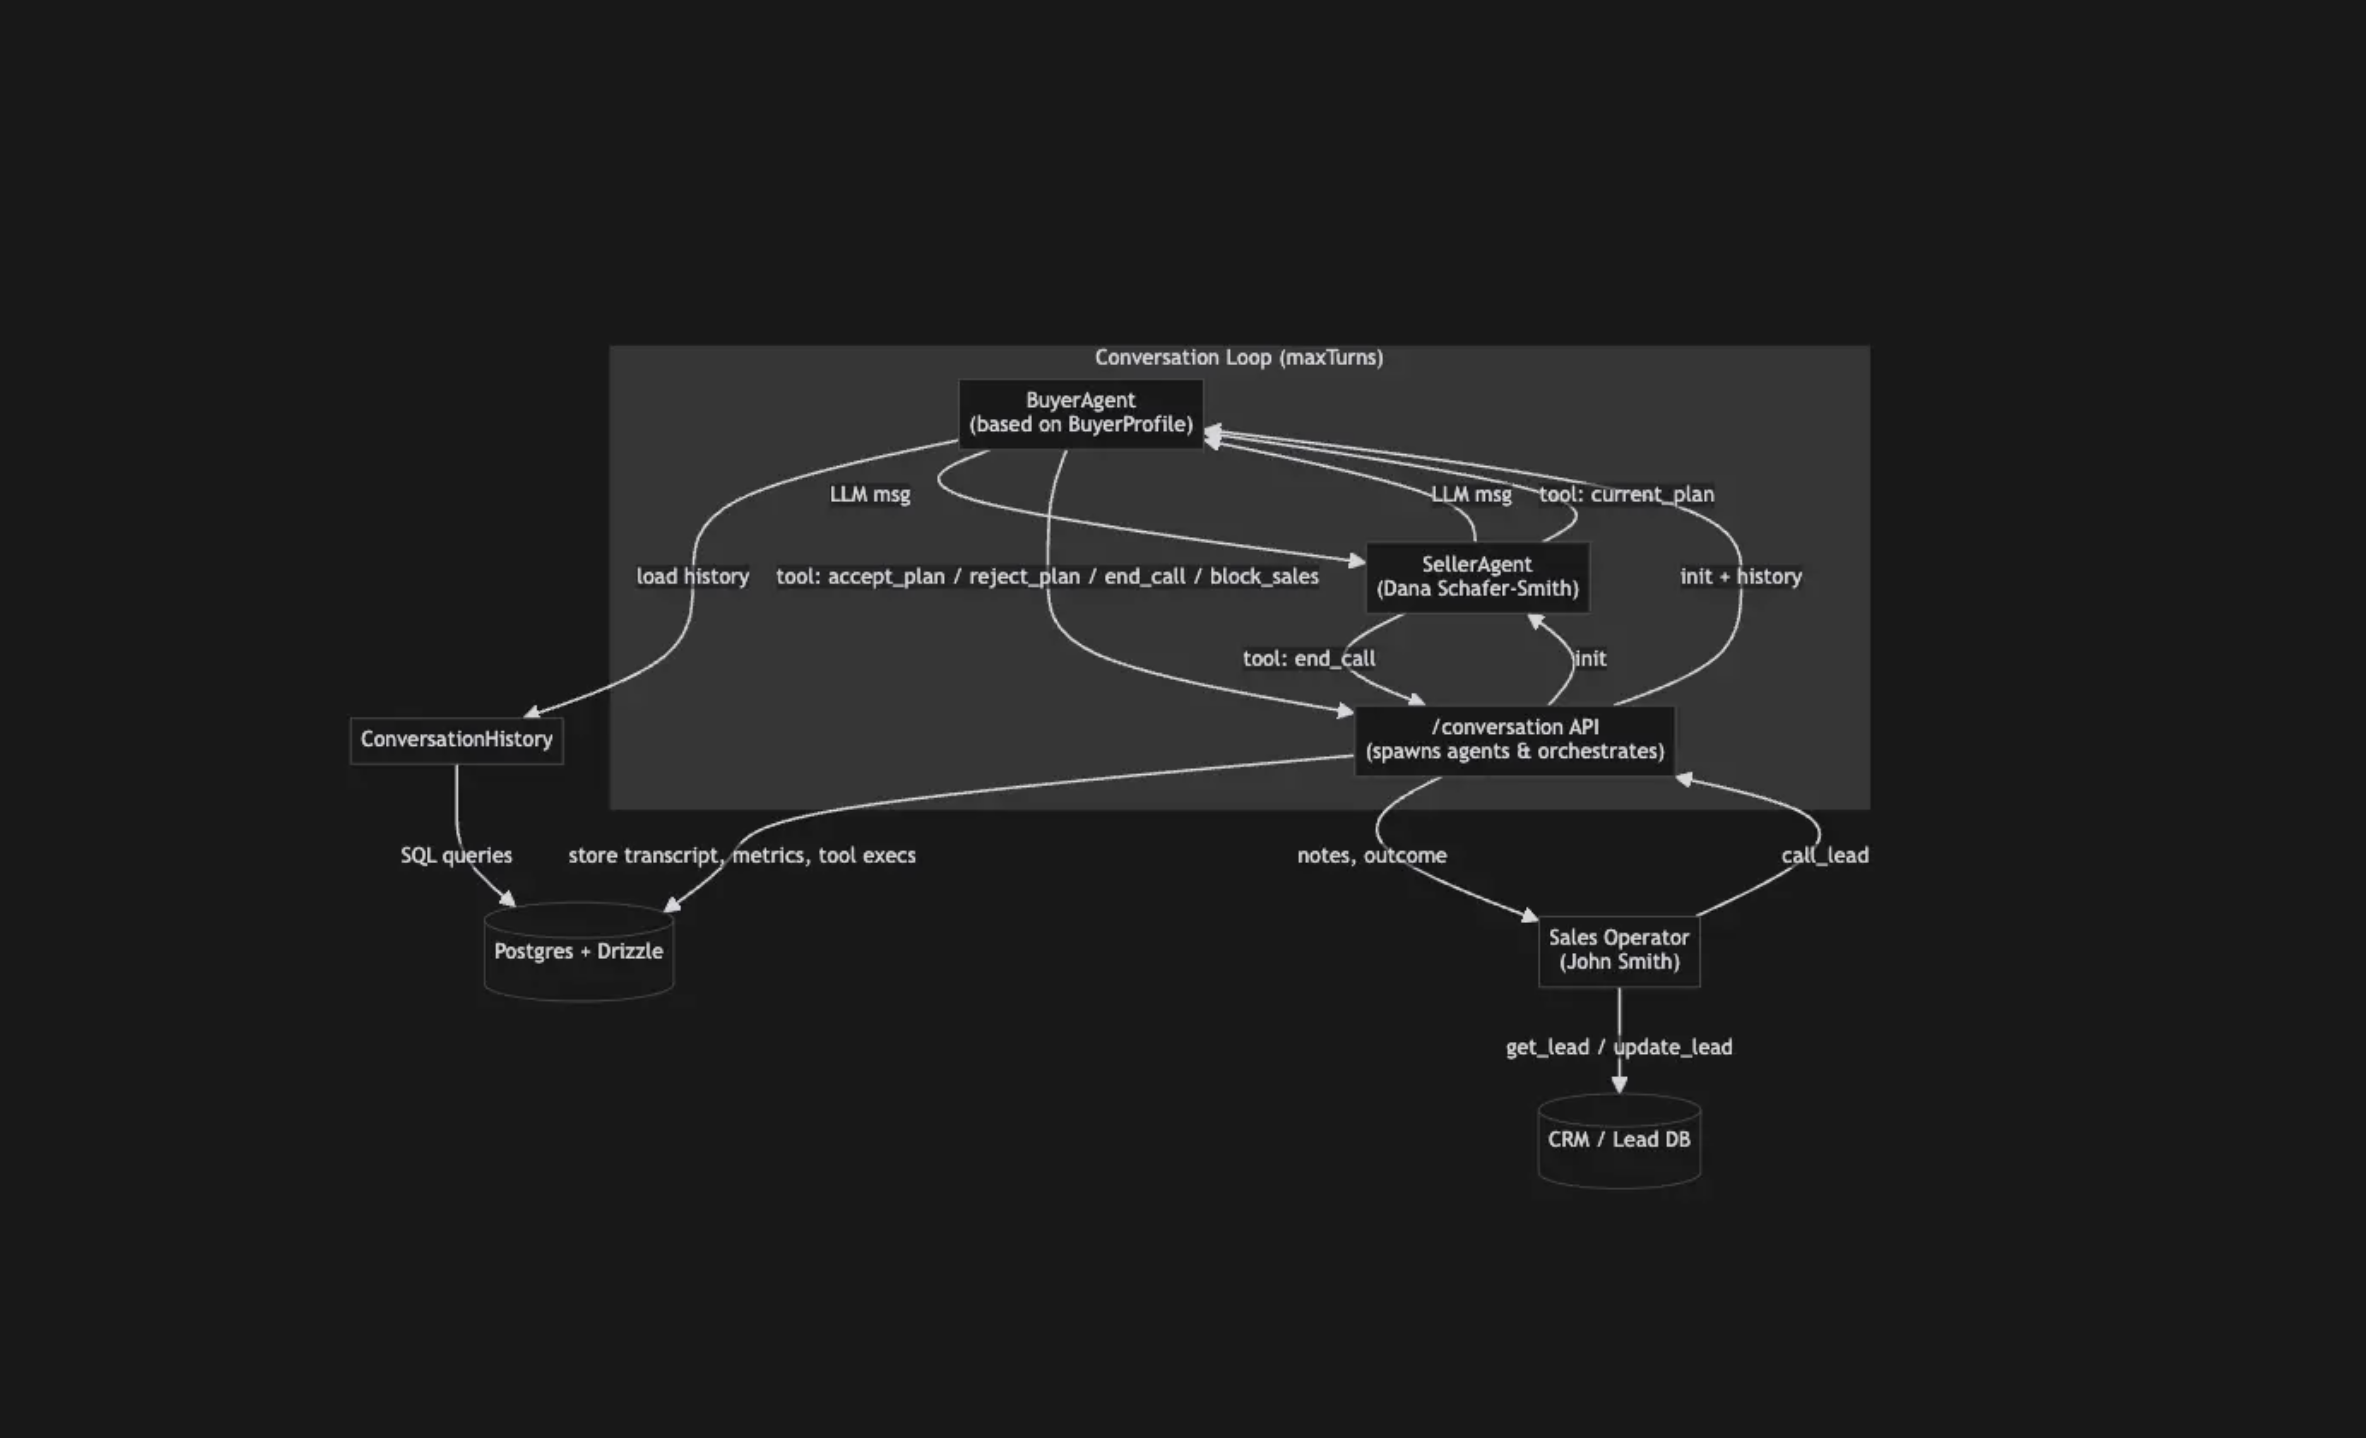 Conversation Loop (maxTurns)
BuyerAgent
(based on BuyerProfile)
LLM msg
LLM msg
tool: current_plan
load history
tool: accept_plan / reject_plan / end_call / block_sales
SellerAgent
(Dana Schafer-Smith)
init + history
tool: end_call
init
ConversationHistory
/conversation API
(spawns agents & orchestrates)
SQL queries
store transcript, metrics, tool execs
notes, outcome
call_lead
Postgres + Drizzle
Sales Operator
(John Smith)
get_lead / update_lead
CRM / Lead DB